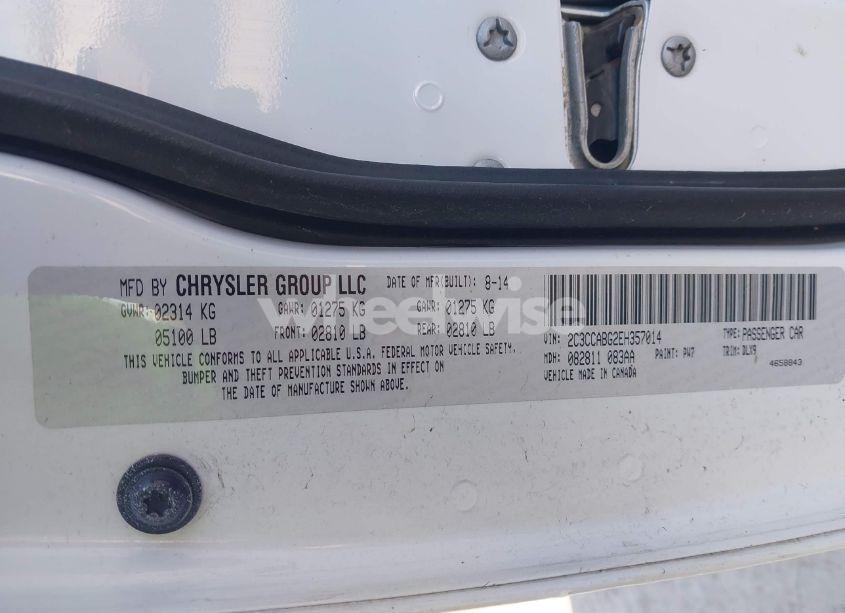 MFD BY CHRYSLER GROUP LLC DATE OF MFR(BUILT): 8-14
GVWR: 02314 KG GAWR: 01275 KG GAWR: 01275 KG
05100 LB FRONT: 02810 LB REAR: 02810 LB
THIS VEHICLE CONFORMS TO ALL APPLICABLE U.S.A. FEDERAL MOTOR VEHICLE SAFETY,
BUMPER AND THEFT PREVENTION STANDARDS IN EFFECT ON
THE DATE OF MANUFACTURE SHOWN ABOVE.
VIN: 2C3CCABG2EH357014 TYPE: PASSENGER CAR
MDH: 082811 083AA PAINT: PW7 TRIM: DLX9
VEHICLE MADE IN CANADA 4658843
wheelwise